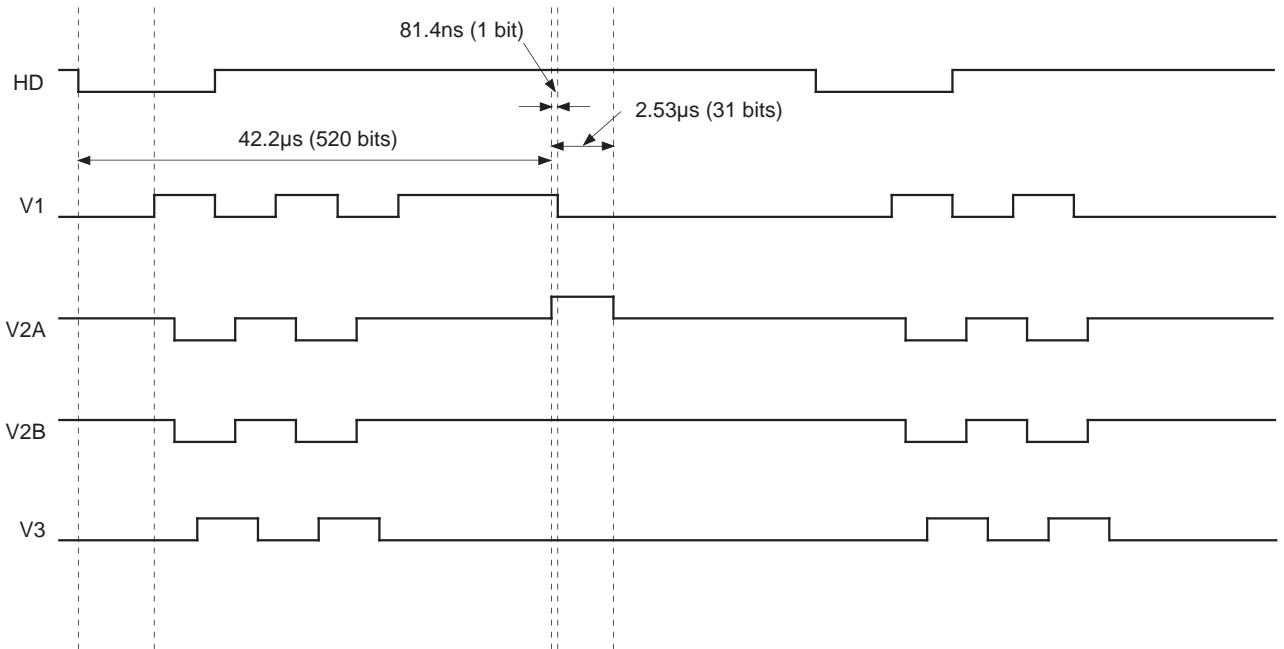 81.4ns (1 bit)
HD
2.53µs (31 bits)
42.2µs (520 bits)
V1
V2A
V2B
V3